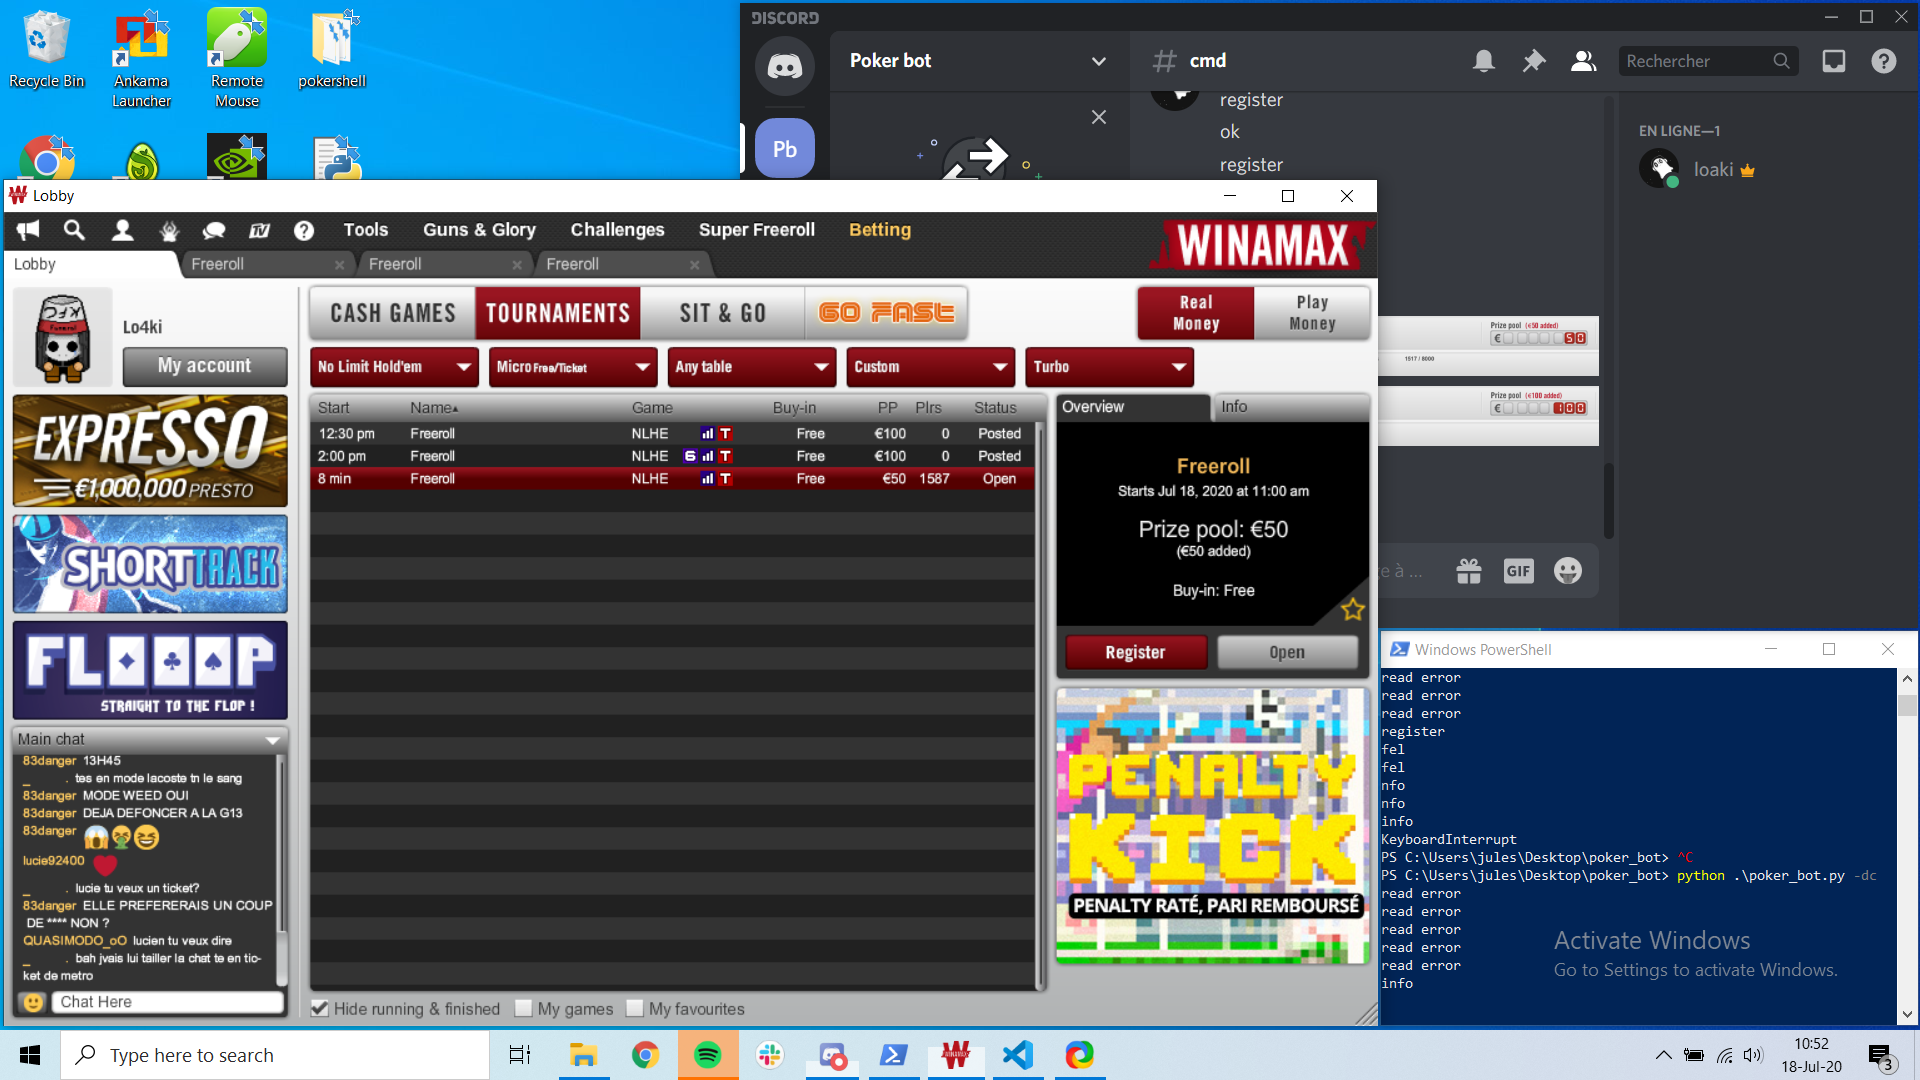 Recycle Bin
Ankama
Launcher
Remote
Mouse
pokershell
DISCORD
Poker bot
# cmd
Rechercher
register
ok
register
Pb
EN LIGNE—1
loaki
Lobby
Tools
Guns & Glory
Challenges
Super Freeroll
Betting
WINAMAX
Lobby
Freeroll
Freeroll
Freeroll
Lo4ki
My account
CASH GAMES
TOURNAMENTS
SIT & GO
GO FAST
Real
Money
Play
Money
No Limit Hold'em
Micro Free/Ticket
Any table
Custom
Turbo
Start Name Game Buy-in PP Plrs Status
12:30 pm Freeroll NLHE T Free €100 0 Posted
2:00 pm Freeroll NLHE 6 T Free €100 0 Posted
8 min Freeroll NLHE T Free €50 1587 Open
Overview
Info
Freeroll
Starts Jul 18, 2020 at 11:00 am
Prize pool: €50
(€50 added)
Buy-in: Free
Register
Open
EXPRESSO
€1,000,000 PRESTO
SHORTTRACK
FLOOOP
STRAIGHT TO THE FLOP !
Main chat
83danger 13H45
_ . tes en mode lacoste tn le sang
83danger MODE WEED OUI
83danger DEJA DEFONCER A LA G13
83danger 😱🤮😆
lucie92400 ❤
_ . lucie tu veux un ticket?
83danger ELLE PREFERERAIS UN COUP
DE **** NON ?
QUASIMODO_oO lucien tu veux dire
_ . bah jvais lui tailler la chat te en tic-
ket de metro
Chat Here
Hide running & finished
My games
My favourites
PENALTY
KICK
PENALTY RATÉ, PARI REMBOURSÉ
Prize pool (€50 added)
€ 50
1517 / 8000
Prize pool (€100 added)
€ 100
e à ...
GIF
Windows PowerShell
read error
read error
read error
register
fel
fel
nfo
nfo
info
KeyboardInterrupt
PS C:\Users\jules\Desktop\poker_bot> ^C
PS C:\Users\jules\Desktop\poker_bot> python .\poker_bot.py -dc
read error
read error
read error
read error
read error
info
Activate Windows
Go to Settings to activate Windows.
Type here to search
10:52
18-Jul-20
3